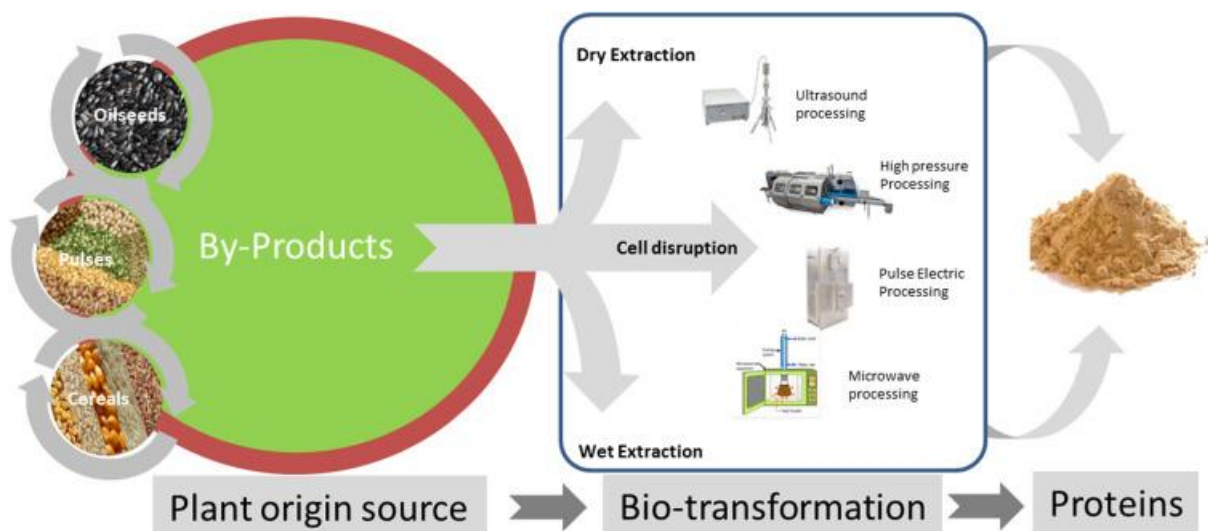 Oilseeds
Pulses
Cereals
By-Products
Dry Extraction
Ultrasound
processing
High pressure
Processing
Cell disruption
Pulse Electric
Processing
Microwave
processing
Wet Extraction
Plant origin source
Bio-transformation
Proteins